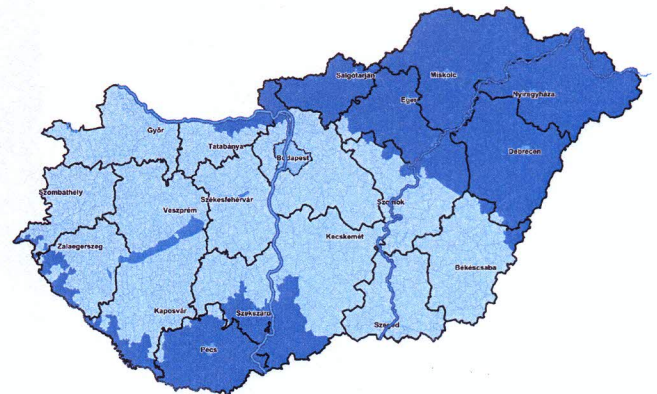 Salgótarján
Miskolc
Nyíregyháza
Eger
Győr
Tatabánya
Budapest
Debrecen
Szombathely
Veszprém
Székesfehérvár
Szolnok
Zalaegerszeg
Kecskemét
Békéscsaba
Kaposvár
Szekszárd
Szeged
Pécs